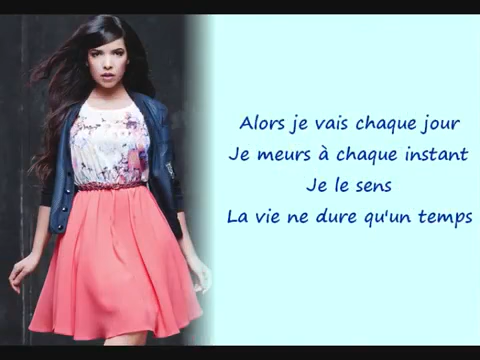 Alors je vais chaque jour
Je meurs à chaque instant
Je le sens
La vie ne dure qu'un temps